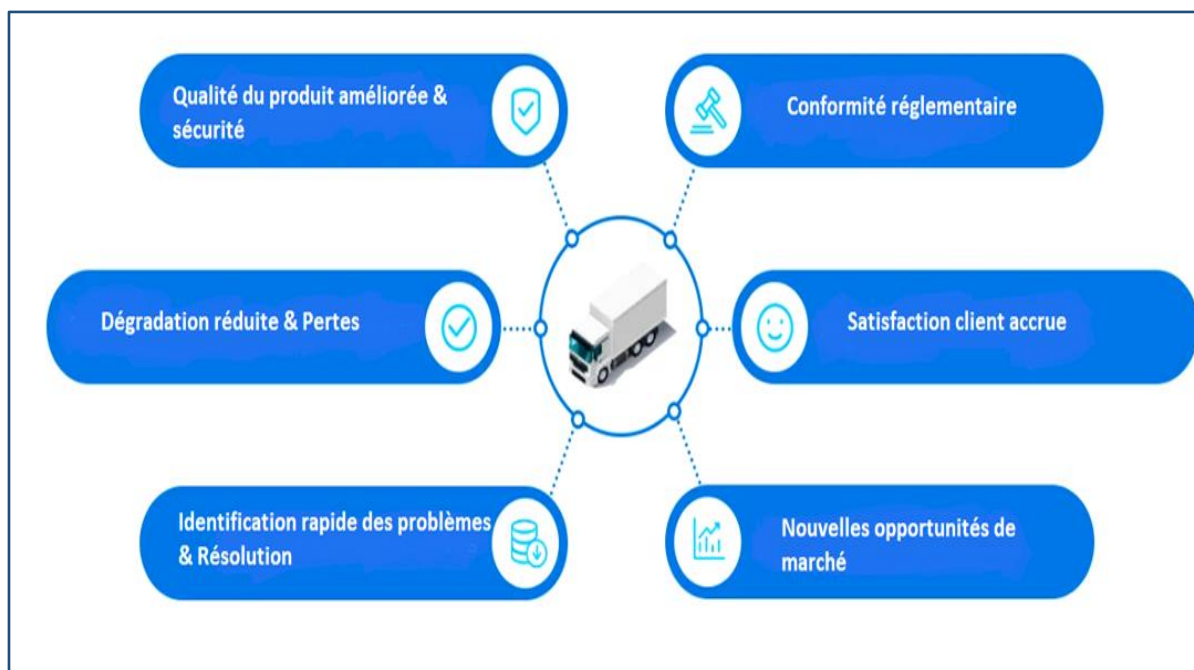 Qualité du produit améliorée &
sécurité
Conformité réglementaire
Dégradation réduite & Pertes
Satisfaction client accrue
Identification rapide des problèmes
& Résolution
Nouvelles opportunités de
marché